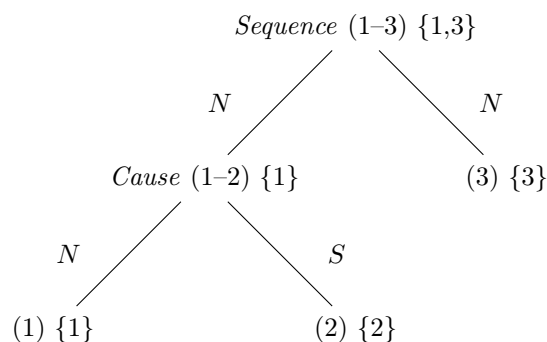 Sequence (1–3) {1,3}
N N
Cause (1–2) {1} (3) {3}
N S
(1) {1} (2) {2}